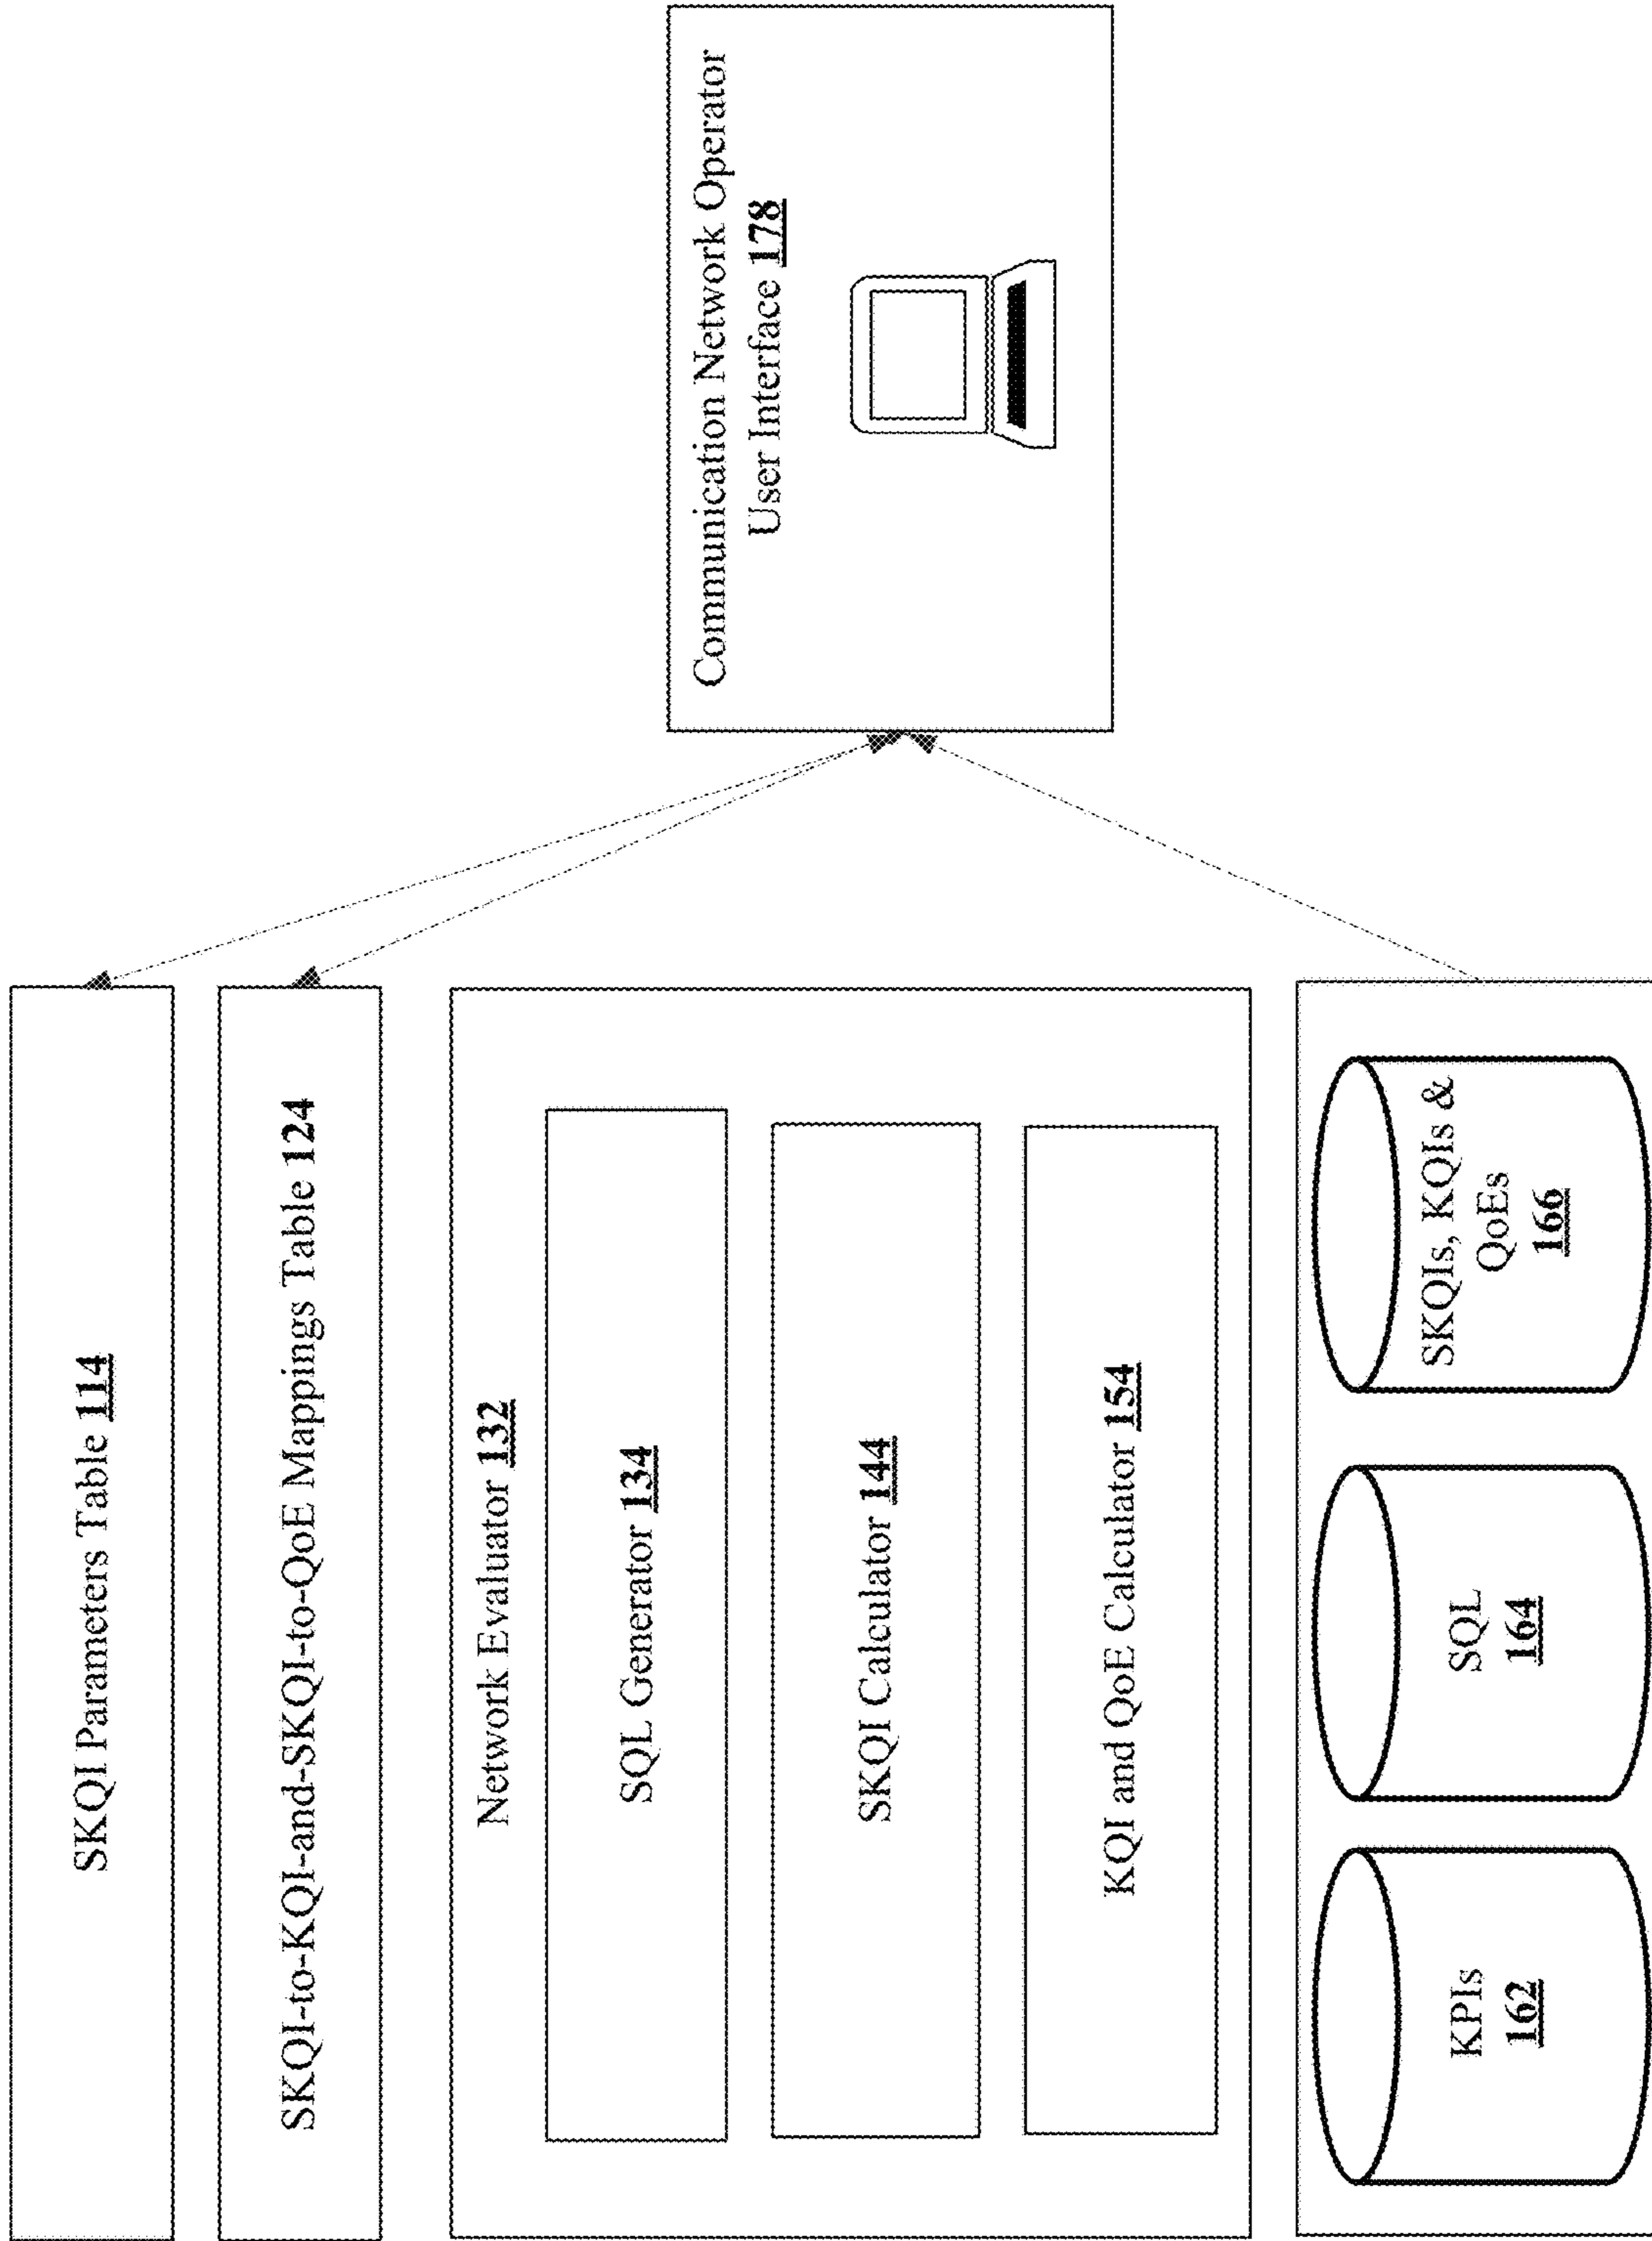 SKQI Parameters Table 114
SKQI-to-KQI-and-SKQI-to-QoE Mappings Table 124
Network Evaluator 132
SQL Generator 134
SKQI Calculator 144
KQI and QoE Calculator 154
KPIs
162
SQL
164
SKQIs, KQIs &
QoEs
166
Communication Network Operator
User Interface 178